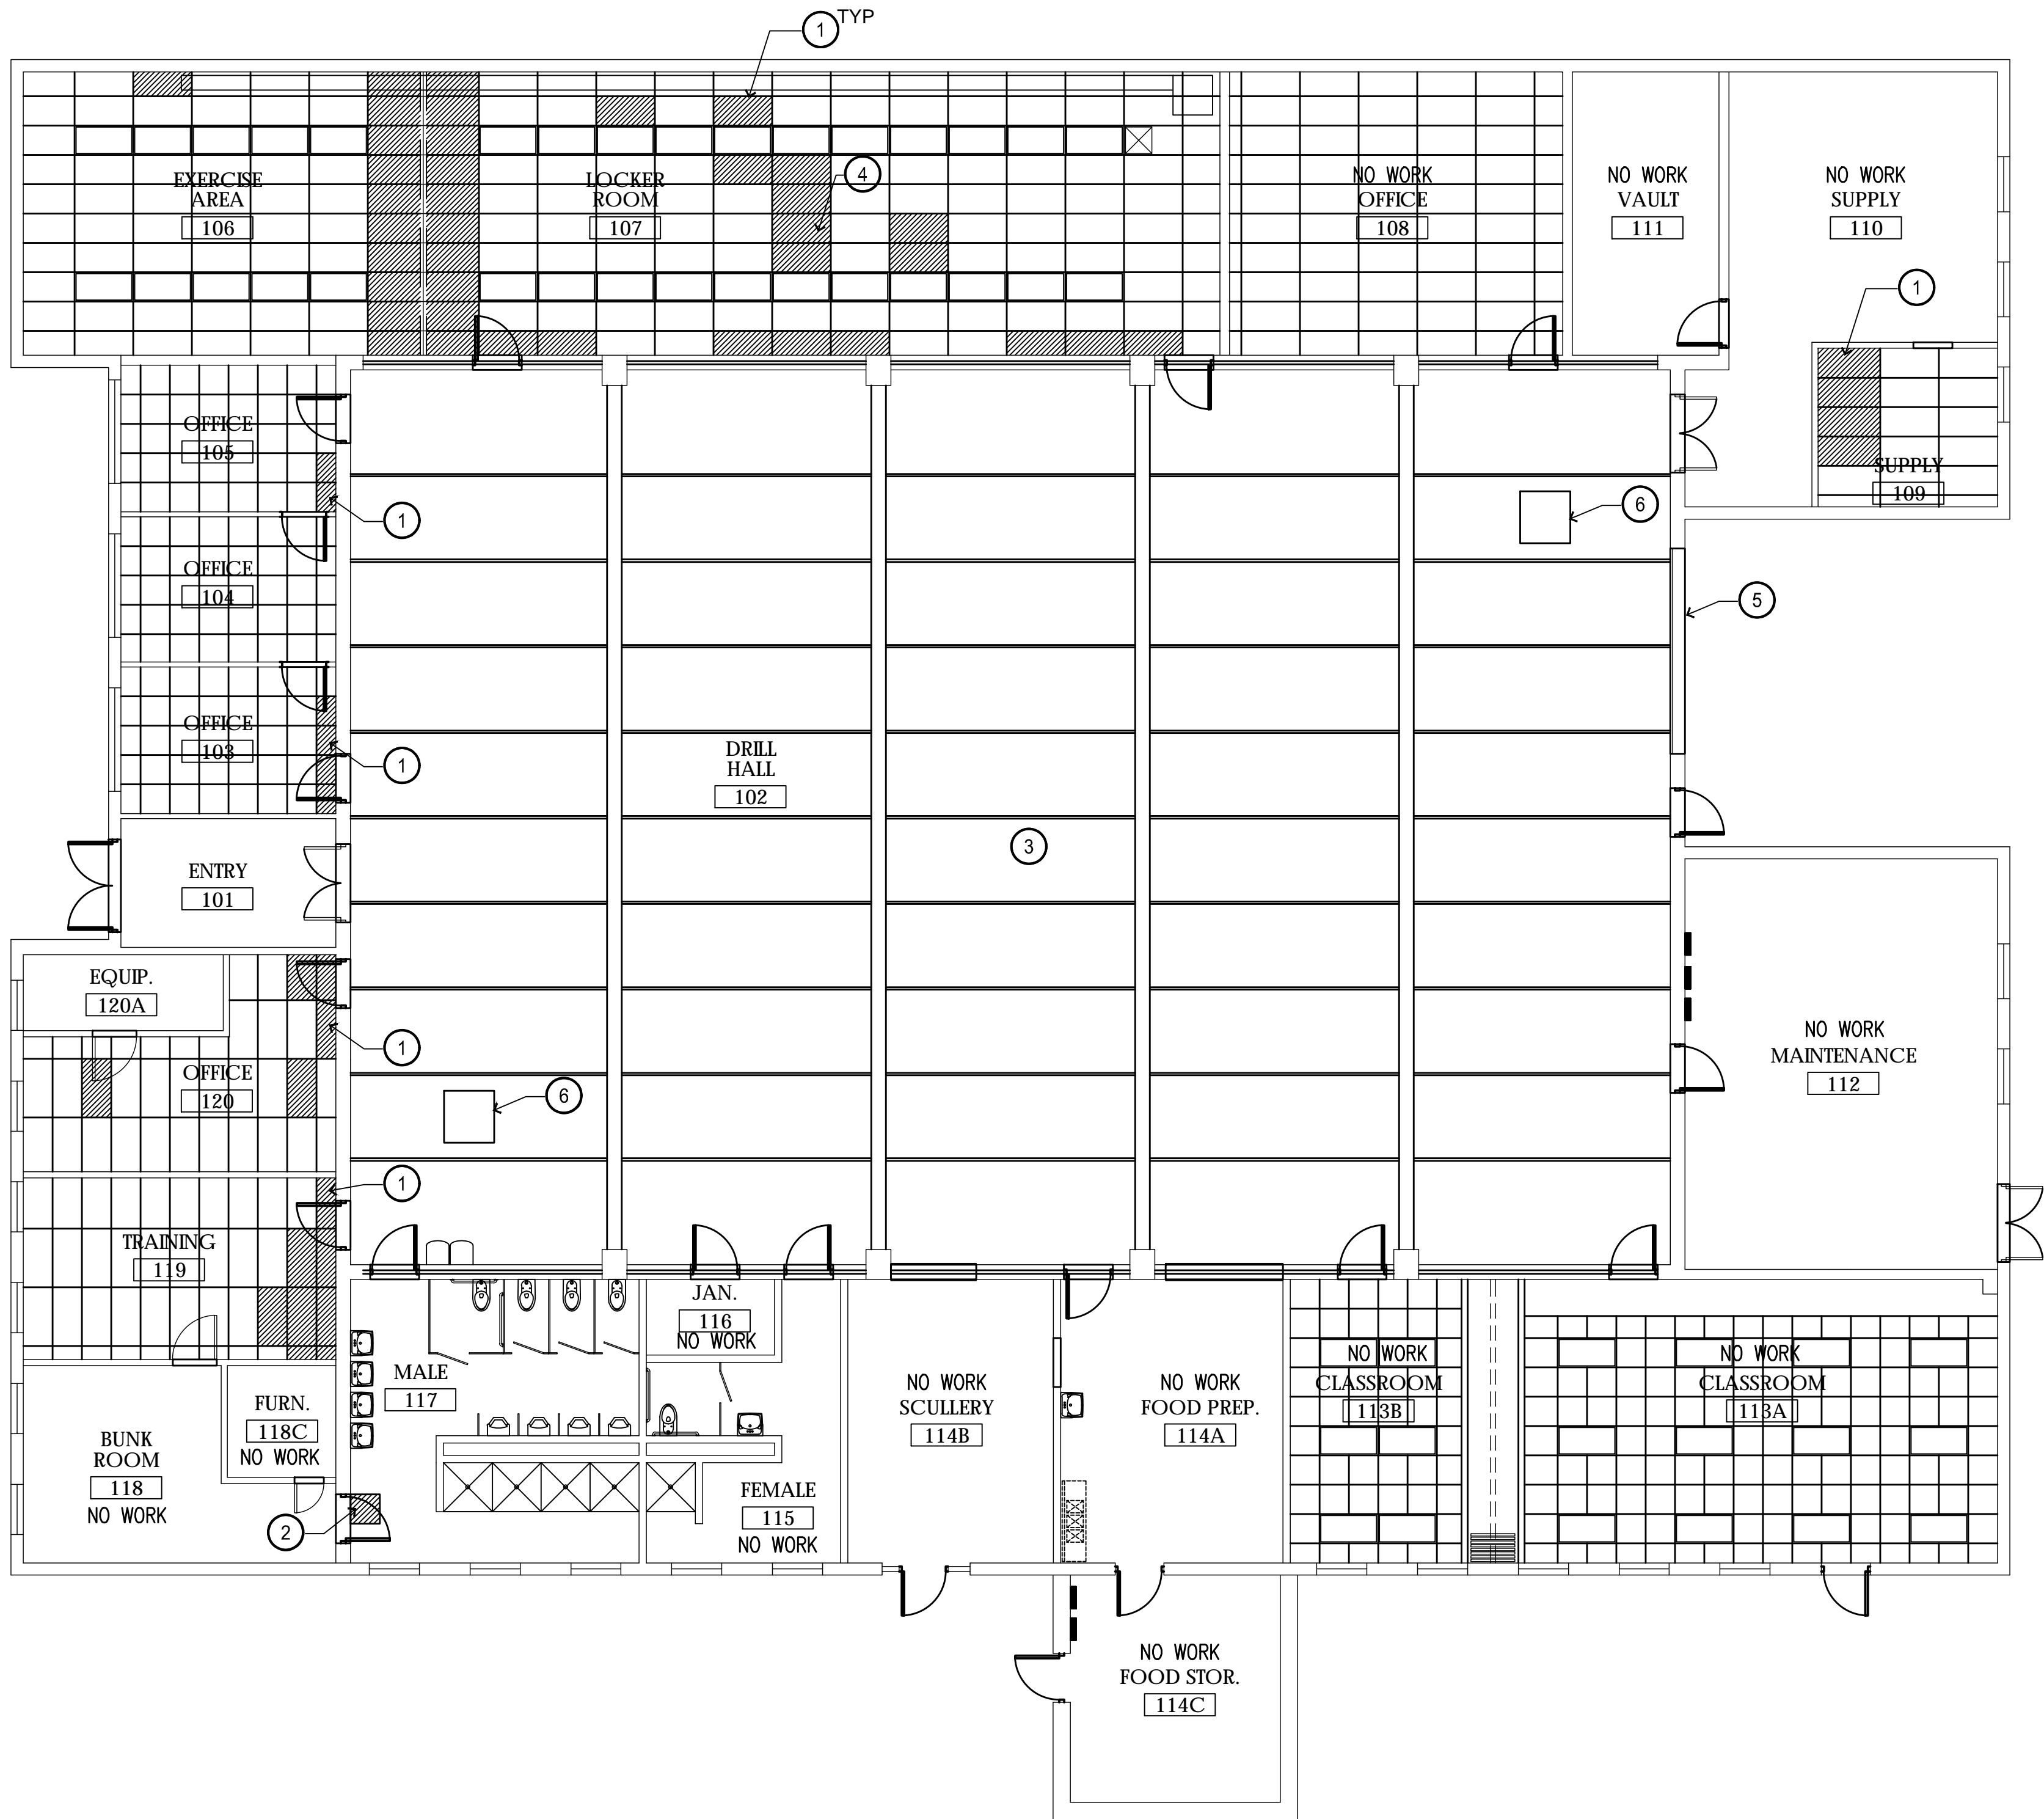 1 TYP
4
EXERCISE
AREA
106
LOCKER
ROOM
107
NO WORK
OFFICE
108
NO WORK
VAULT
111
NO WORK
SUPPLY
110
1
OFFICE
105
1
SUPPLY
109
6
OFFICE
104
5
OFFICE
103
1
DRILL
HALL
102
3
ENTRY
101
EQUIP.
120A
1
OFFICE
120
6
NO WORK
MAINTENANCE
112
1
TRAINING
119
JAN.
116
NO WORK
MALE
117
NO WORK
SCULLERY
114B
NO WORK
FOOD PREP.
114A
NO WORK
CLASSROOM
113B
NO WORK
CLASSROOM
113A
FURN.
118C
NO WORK
BUNK
ROOM
118
NO WORK
2
FEMALE
115
NO WORK
NO WORK
FOOD STOR.
114C